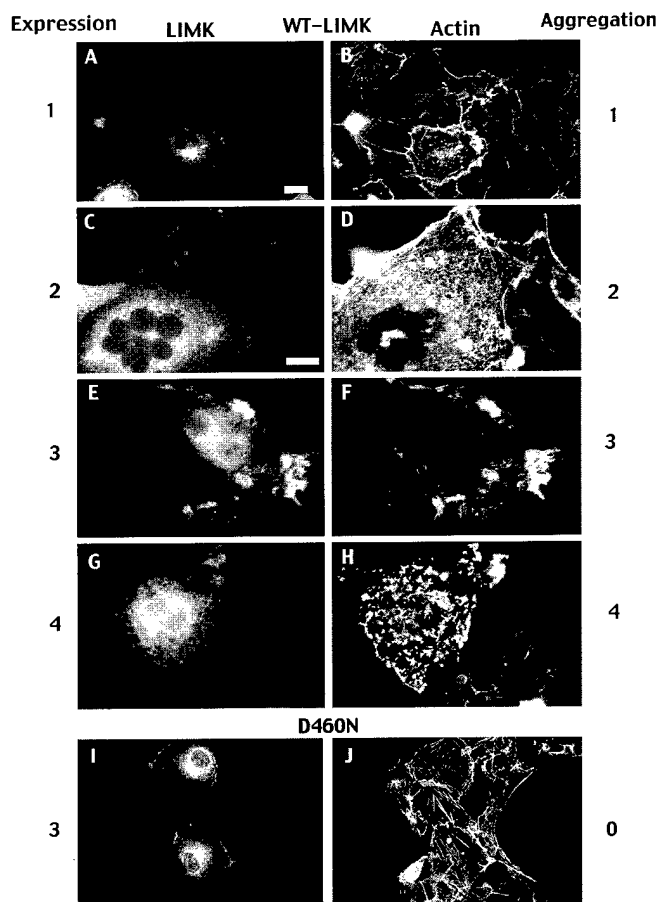 Expression LIMK WT-LIMK Actin Aggregation
A B
1 1
C D
2 2
E F
3 3
G H
4 4
D460N
I J
3 0